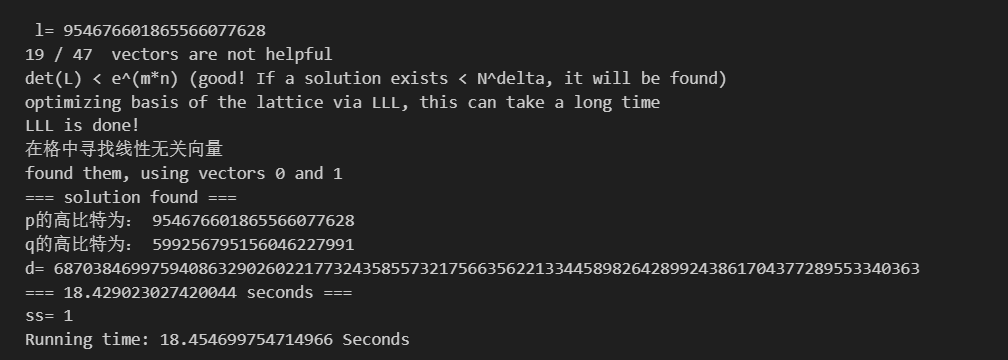 l= 954676601865566077628
19 / 47  vectors are not helpful
det(L) < e^(m*n) (good! If a solution exists < N^delta, it will be found)
optimizing basis of the lattice via LLL, this can take a long time
LLL is done!
在格中寻找线性无关向量
found them, using vectors 0 and 1
=== solution found ===
p的高比特为： 954676601865566077628
q的高比特为： 599256795156046227991
d= 687038469975940863290260221773243585573217566356221334458982642899243861704377289553340363
=== 18.429023027420044 seconds ===
ss= 1
Running time: 18.454699754714966 Seconds